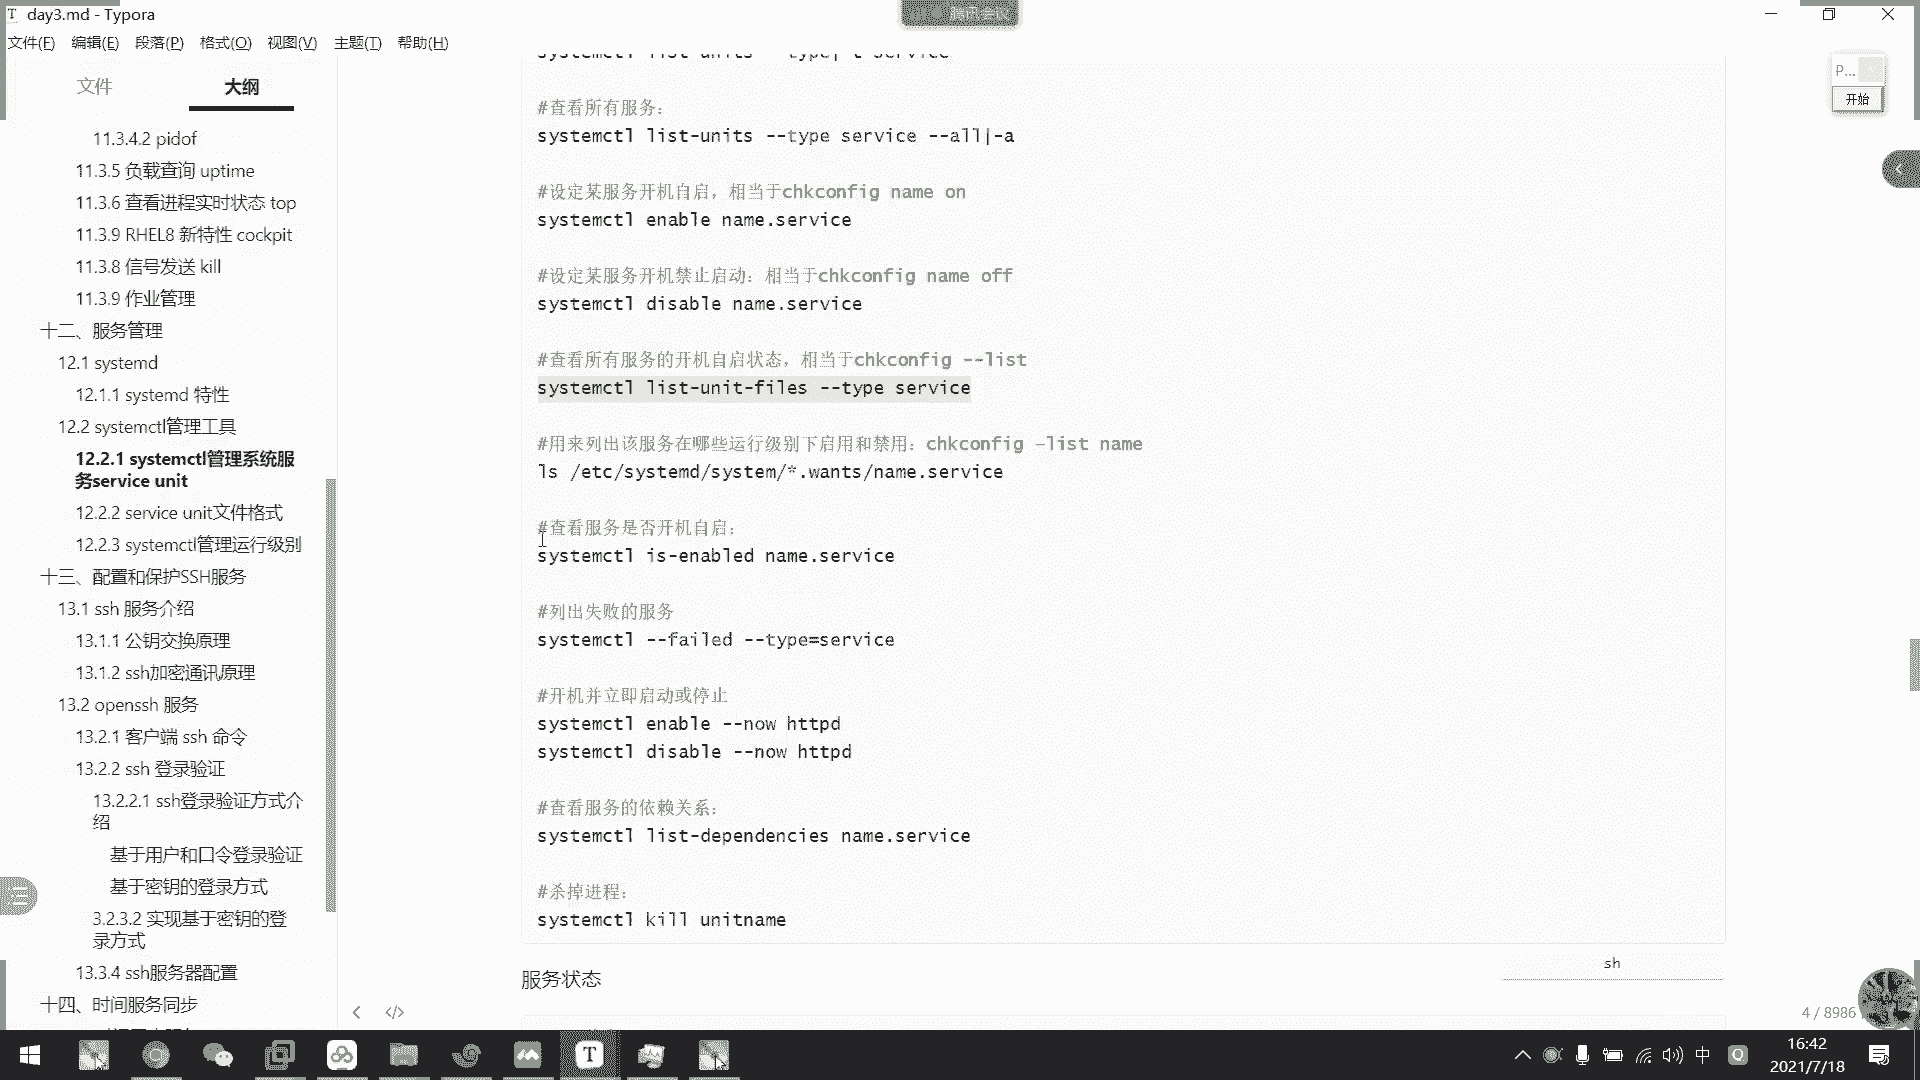 day3.md - Typora
腾讯会议
文件(F) 编辑(E) 段落(P) 格式(O) 视图(V) 主题(T) 帮助(H)
文件 大纲
11.3.4.2 pidof
11.3.5 负载查询 uptime
11.3.6 查看进程实时状态 top
11.3.9 RHEL8 新特性 cockpit
11.3.8 信号发送 kill
11.3.9 作业管理
十二、服务管理
12.1 systemd
12.1.1 systemd 特性
12.2 systemctl管理工具
12.2.1 systemctl管理系统服
务service unit
12.2.2 service unit文件格式
12.2.3 systemctl管理运行级别
十三、配置和保护SSH服务
13.1 ssh 服务介绍
13.1.1 公钥交换原理
13.1.2 ssh加密通讯原理
13.2 openssh 服务
13.2.1 客户端 ssh 命令
13.2.2 ssh 登录验证
13.2.2.1 ssh登录验证方式介
绍
基于用户和口令登录验证
基于密钥的登录方式
3.2.3.2 实现基于密钥的登
录方式
13.3.4 ssh服务器配置
十四、时间服务同步
systemctl list-units --type|-t service
#查看所有服务：
systemctl list-units --type service --all|-a
#设定某服务开机自启，相当于chkconfig name on
systemctl enable name.service
#设定某服务开机禁止启动：相当于chkconfig name off
systemctl disable name.service
#查看所有服务的开机自启状态，相当于chkconfig --list
systemctl list-unit-files --type service
#用来列出该服务在哪些运行级别下启用和禁用：chkconfig –list name
ls /etc/systemd/system/*.wants/name.service
#查看服务是否开机自启：
systemctl is-enabled name.service
#列出失败的服务
systemctl --failed --type=service
#开机并立即启动或停止
systemctl enable --now httpd
systemctl disable --now httpd
#查看服务的依赖关系：
systemctl list-dependencies name.service
#杀掉进程：
systemctl kill unitname
sh
服务状态
P...
开始
4 / 8986
中
16:42
2021/7/18